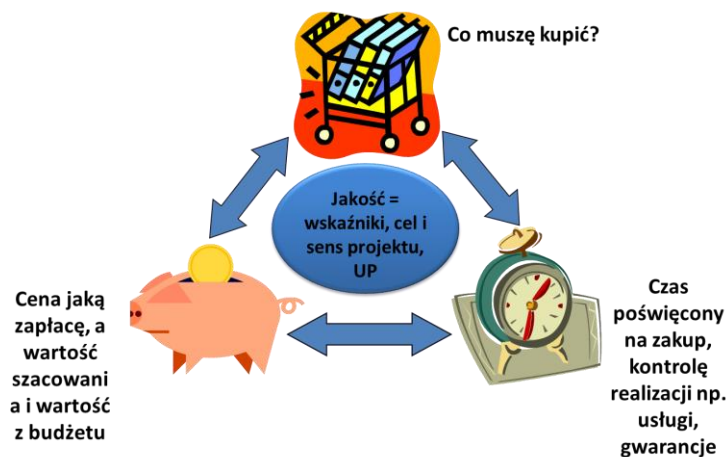 Co muszę kupić?
Jakość =
wskaźniki, cel i
sens projektu,
UP
Cena jaką
zapłacę, a
wartość
szacowani
a i wartość
z budżetu
Czas
poświęcony
na zakup,
kontrolę
realizacji np.
usługi,
gwarancje